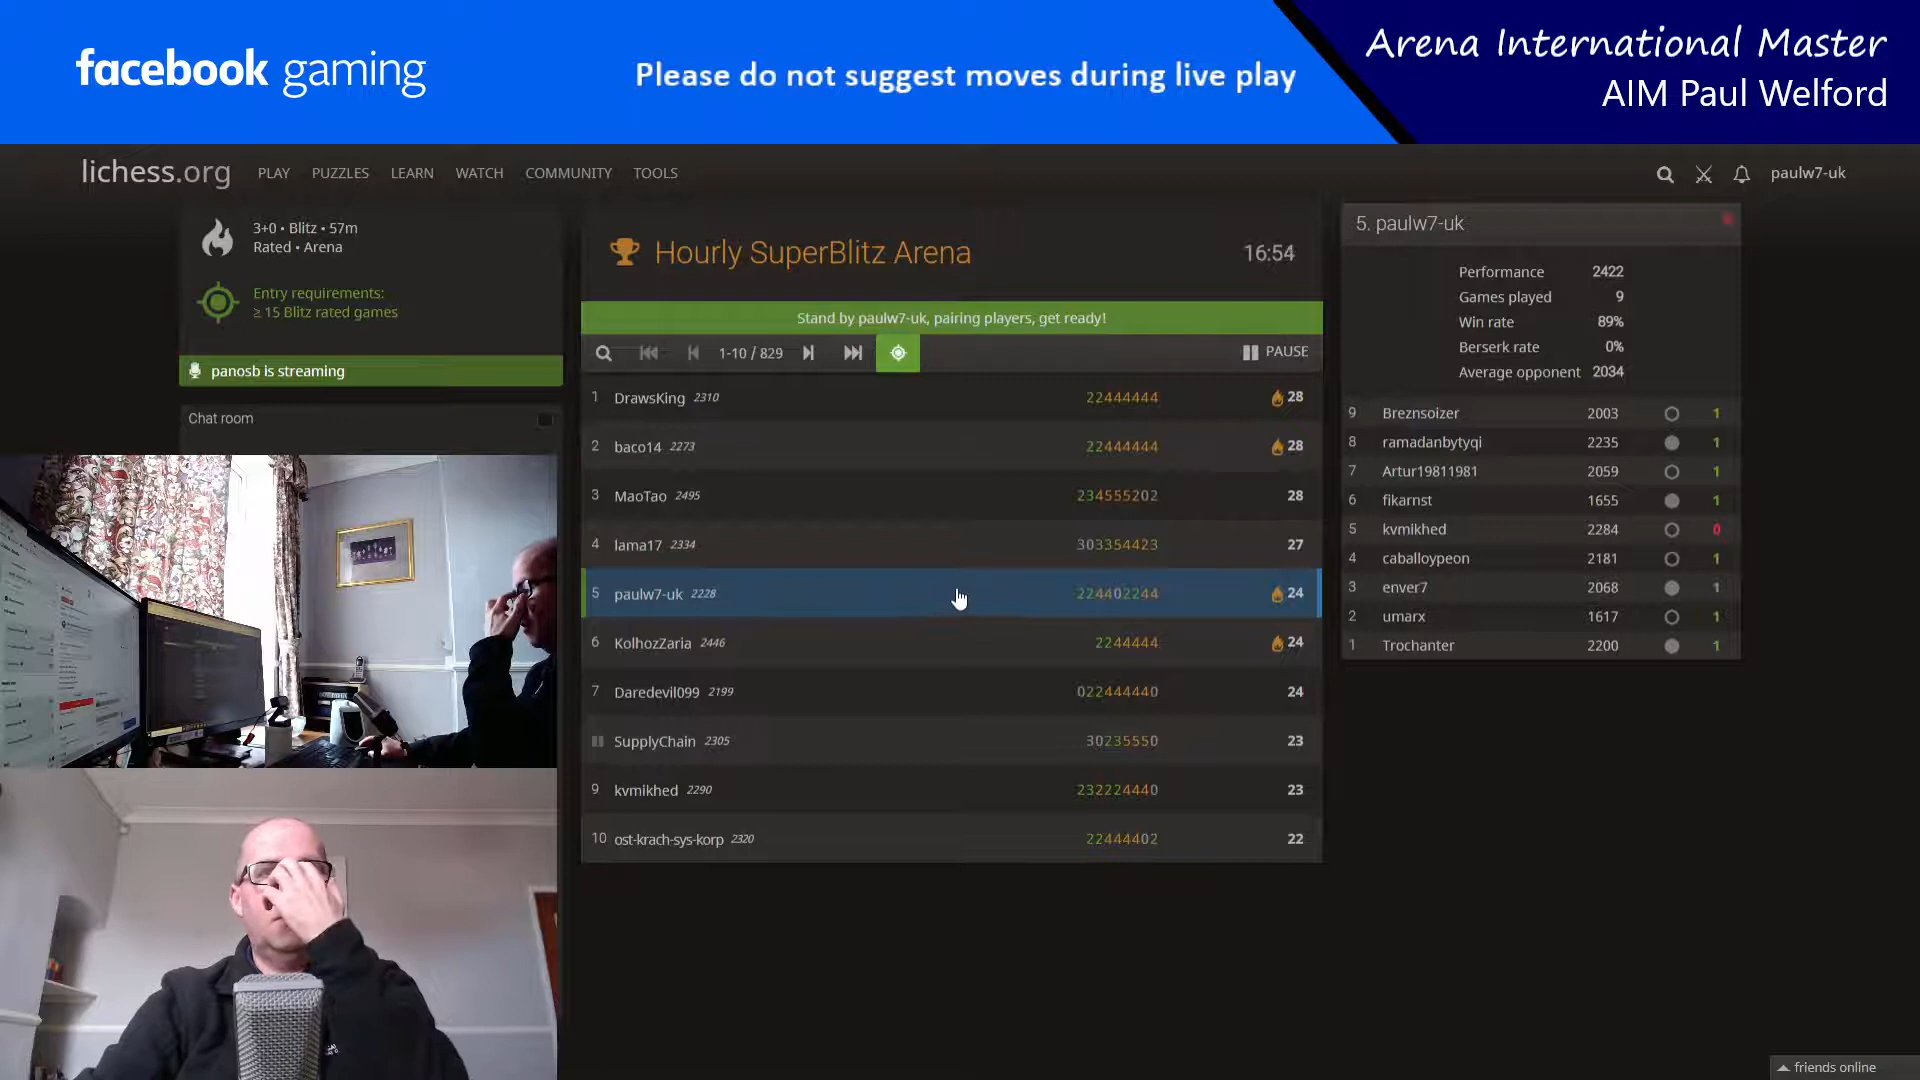 facebook gaming
Please do not suggest moves during live play
Arena International Master
AIM Paul Welford
lichess.org
PLAY PUZZLES LEARN WATCH COMMUNITY TOOLS
paulw7-uk
3+0 • Blitz • 57m
Rated • Arena
Entry requirements:
≥ 15 Blitz rated games
panosb is streaming
Chat room
Hourly SuperBlitz Arena 16:54
Stand by paulw7-uk, pairing players, get ready!
1-10 / 829 PAUSE
1 DrawsKing 2310 22444444 28
2 baco14 2273 22444444 28
3 MaoTao 2495 234555202 28
4 lama17 2334 303354423 27
5 paulw7-uk 2228 224402244 24
6 KolhozZaria 2446 2244444 24
7 Daredevil099 2199 022444440 24
SupplyChain 2305 30235550 23
9 kvmikhed 2290 232224440 23
10 ost-krach-sys-korp 2320 22444402 22
5. paulw7-uk
Performance 2422
Games played 9
Win rate 89%
Berserk rate 0%
Average opponent 2034
9 Breznsoizer 2003 1
8 ramadanbytyqi 2235 1
7 Artur19811981 2059 1
6 fikarnst 1655 1
5 kvmikhed 2284 0
4 caballoypeon 2181 1
3 enver7 2068 1
2 umarx 1617 1
1 Trochanter 2200 1
friends online